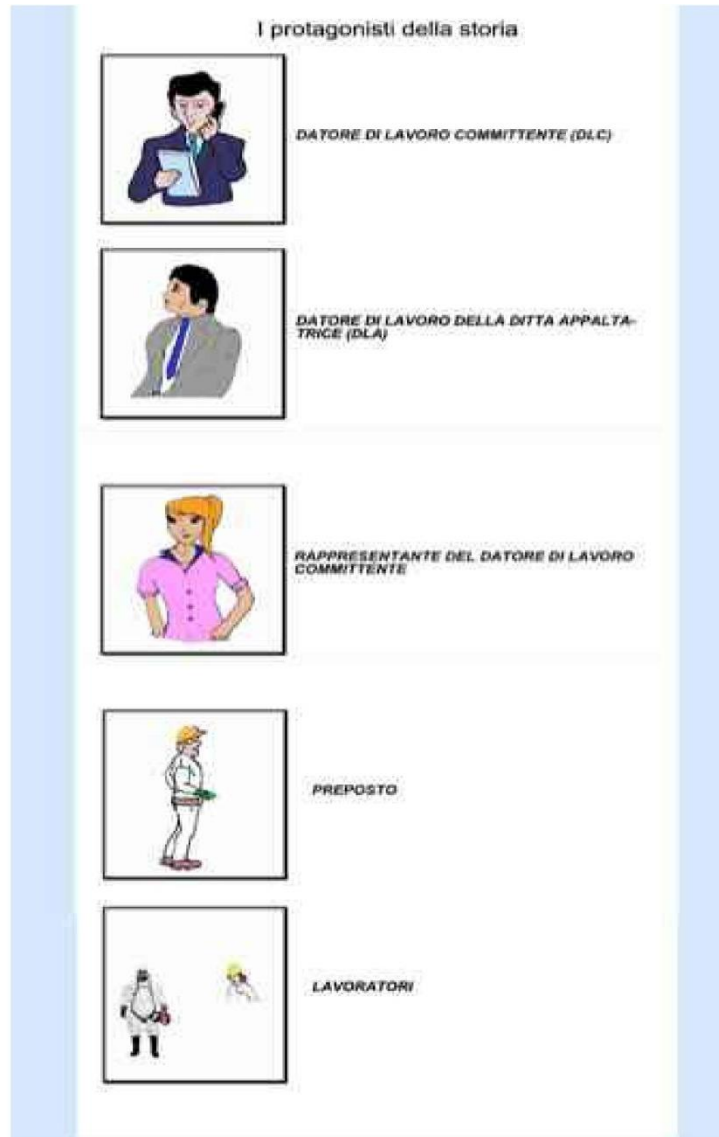 I protagonisti della storia
DATORE DI LAVORO COMMITTENTE (DLC)
DATORE DI LAVORO DELLA DITTA APPALTA-
TRICE (DLA)
RAPPRESENTANTE DEL DATORE DI LAVORO
COMMITTENTE
PREPOSTO
LAVORATORI